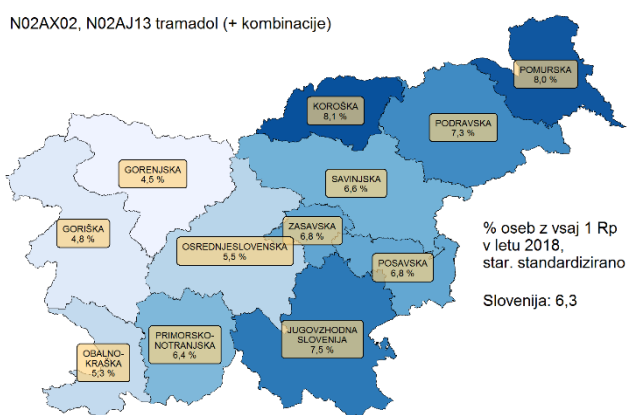 N02AX02, N02AJ13 tramadol (+ kombinacije)
POMURSKA
8,0 %
KOROŠKA
8,1 %
PODRAVSKA
7,3 %
GORENJSKA
4,5 %
SAVINJSKA
6,6 %
GORIŠKA
4,8 %
ZASAVSKA
6,8 %
OSREDNJESLOVENSKA
5,5 %
POSAVSKA
6,8 %
% oseb z vsaj 1 Rp
v letu 2018,
star. standardizirano
Slovenija: 6,3
PRIMORSKO-
NOTRANJSKA
6,4 %
JUGOVZHODNA
SLOVENIJA
7,5 %
OBALNO-
KRAŠKA
5,3 %